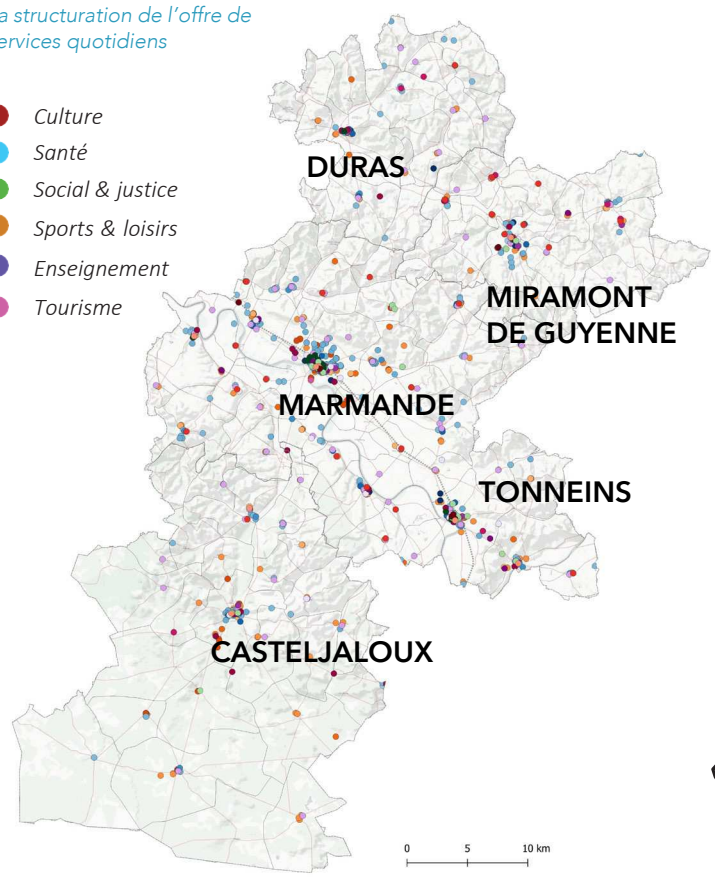 a structuration de l'offre de
ervices quotidiens
Culture
Santé
Social & justice
Sports & loisirs
Enseignement
Tourisme
DURAS
MIRAMONT
DE GUYENNE
MARMANDE
TONNEINS
CASTELJALOUX
0 5 10 km